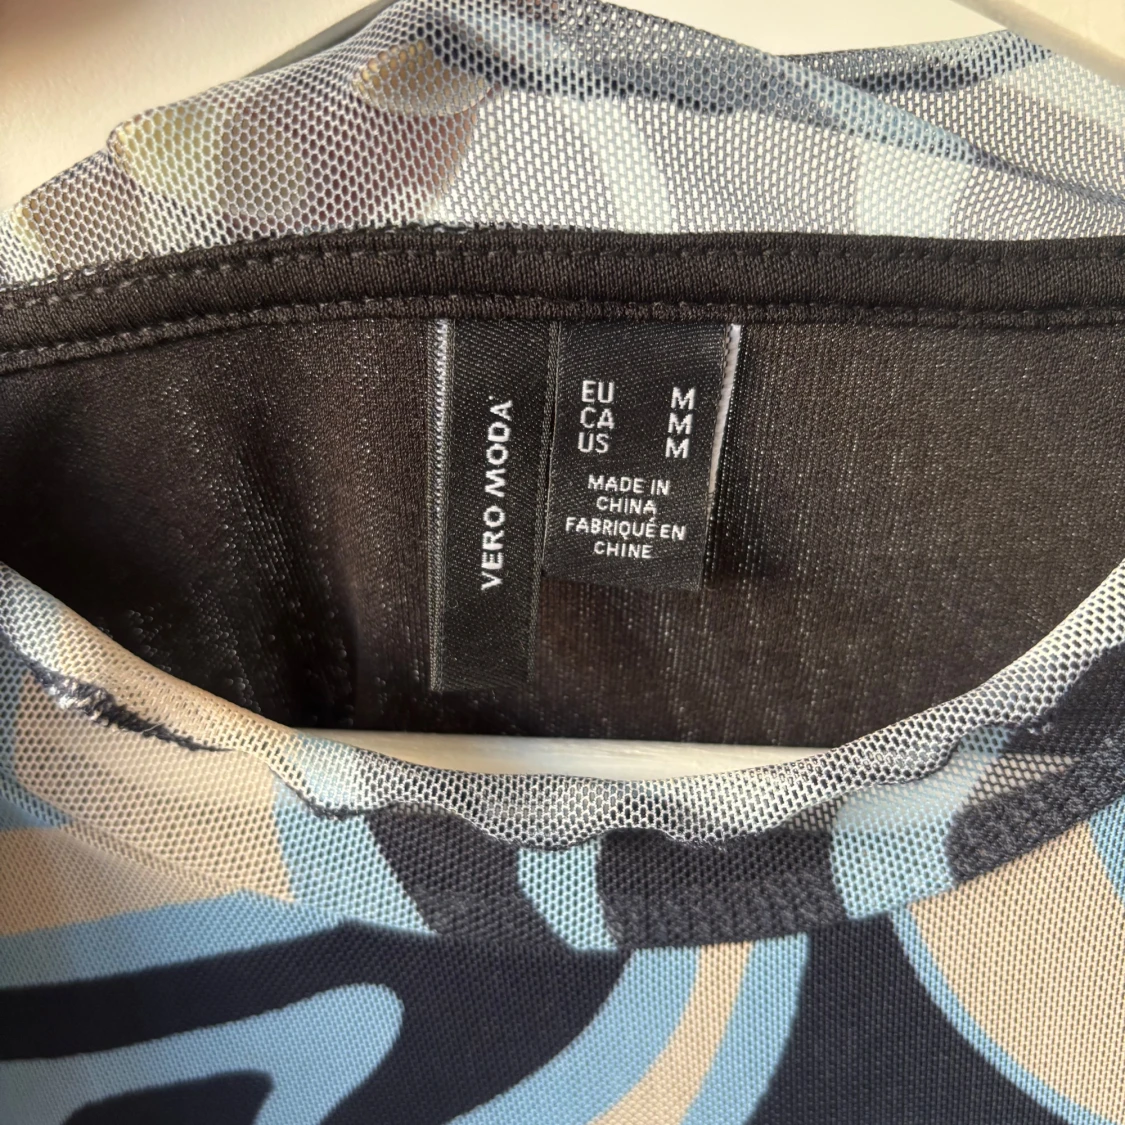 VERO MODA
EU M
CA M
US M
MADE IN
CHINA
FABRIQUÉ EN
CHINE